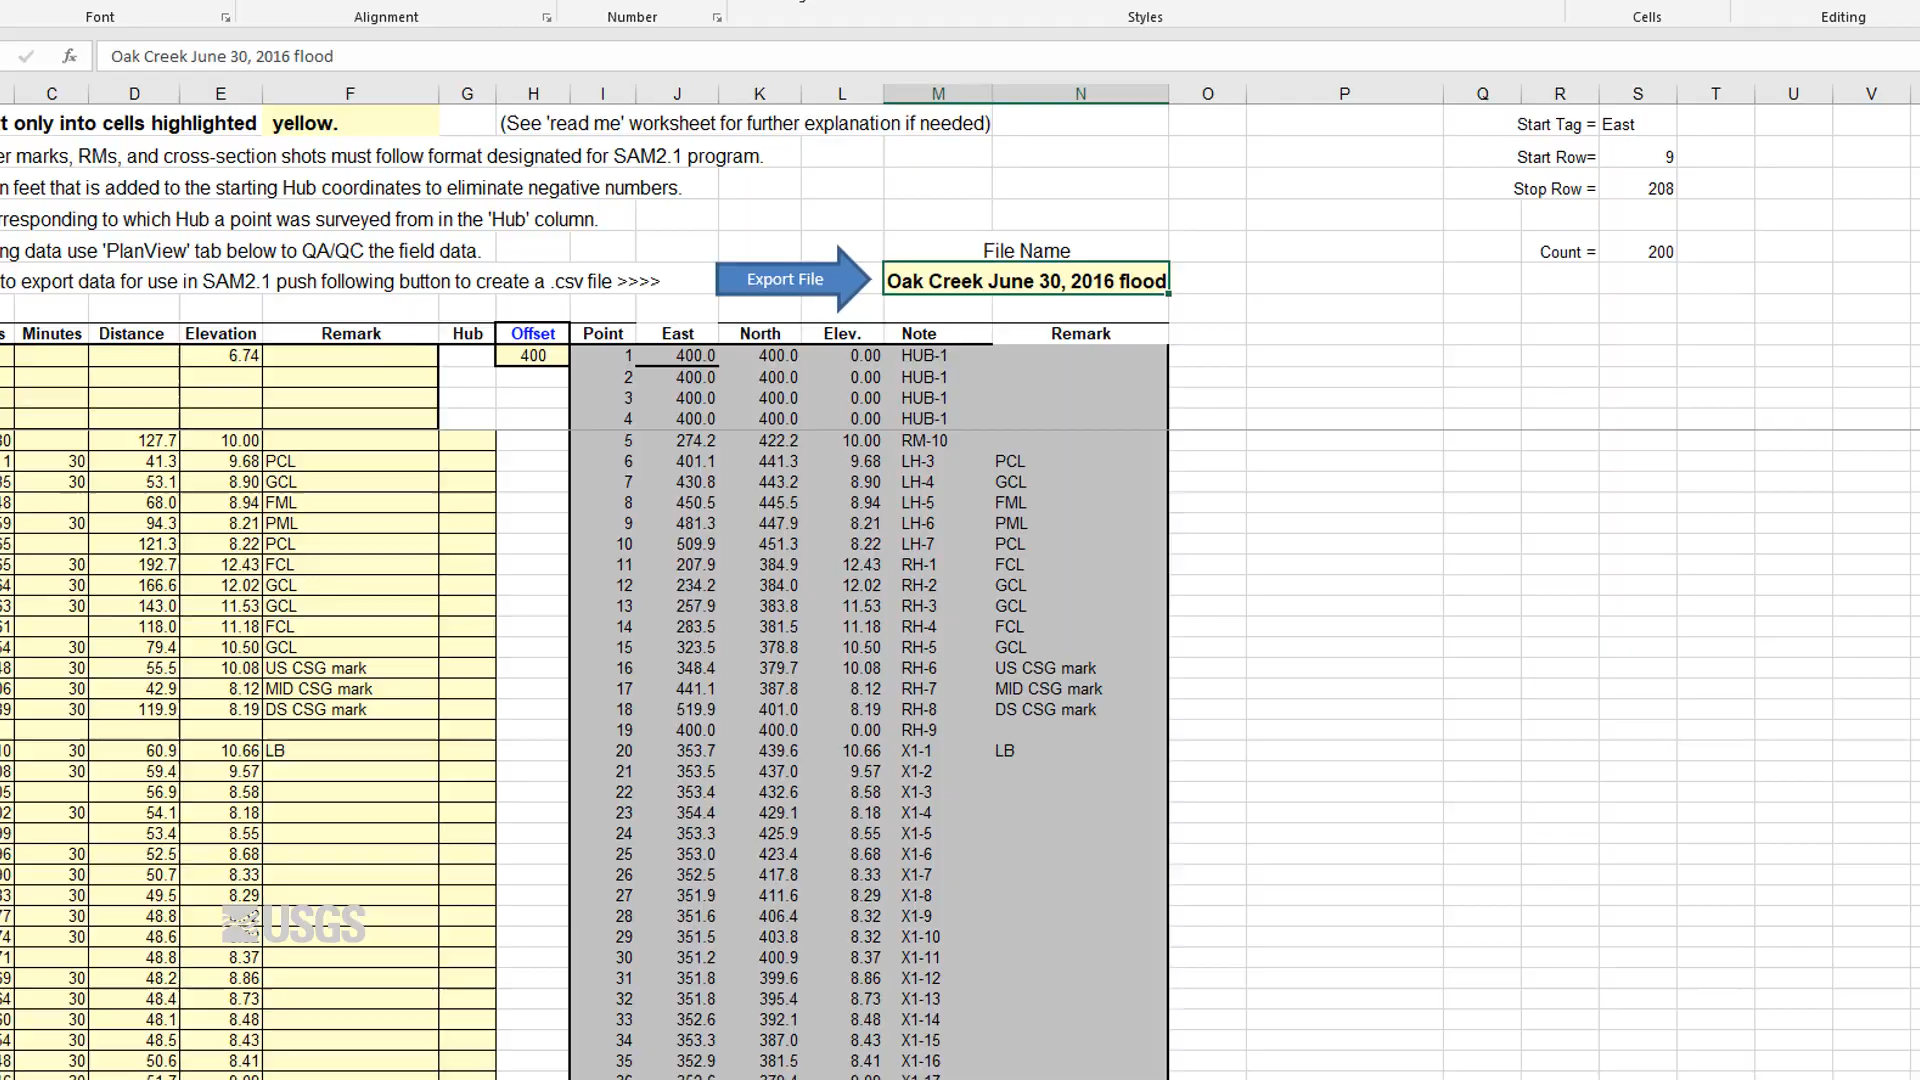 Font Alignment Number Styles Cells Editing
fx Oak Creek June 30, 2016 flood
C D E F G H I J K L M N O P Q R S T U V
t only into cells highlighted yellow. (See 'read me' worksheet for further explanation if needed) Start Tag = East
er marks, RMs, and cross-section shots must follow format designated for SAM2.1 program. Start Row= 9
n feet that is added to the starting Hub coordinates to eliminate negative numbers. Stop Row = 208
rresponding to which Hub a point was surveyed from in the 'Hub' column.
ng data use 'PlanView' tab below to QA/QC the field data. File Name Count = 200
to export data for use in SAM2.1 push following button to create a .csv file >>>> Export File Oak Creek June 30, 2016 flood
s Minutes Distance Elevation Remark Hub Offset Point East North Elev. Note Remark
6.74 400 1 400.0 400.0 0.00 HUB-1
2 400.0 400.0 0.00 HUB-1
3 400.0 400.0 0.00 HUB-1
4 400.0 400.0 0.00 HUB-1
30 127.7 10.00 5 274.2 422.2 10.00 RM-10
1 30 41.3 9.68 PCL 6 401.1 441.3 9.68 LH-3 PCL
35 30 53.1 8.90 GCL 7 430.8 443.2 8.90 LH-4 GCL
48 68.0 8.94 FML 8 450.5 445.5 8.94 LH-5 FML
59 30 94.3 8.21 PML 9 481.3 447.9 8.21 LH-6 PML
65 121.3 8.22 PCL 10 509.9 451.3 8.22 LH-7 PCL
55 30 192.7 12.43 FCL 11 207.9 384.9 12.43 RH-1 FCL
64 30 166.6 12.02 GCL 12 234.2 384.0 12.02 RH-2 GCL
63 30 143.0 11.53 GCL 13 257.9 383.8 11.53 RH-3 GCL
61 118.0 11.18 FCL 14 283.5 381.5 11.18 RH-4 FCL
54 30 79.4 10.50 GCL 15 323.5 378.8 10.50 RH-5 GCL
48 30 55.5 10.08 US CSG mark 16 348.4 379.7 10.08 RH-6 US CSG mark
06 30 42.9 8.12 MID CSG mark 17 441.1 387.8 8.12 RH-7 MID CSG mark
39 30 119.9 8.19 DS CSG mark 18 519.9 401.0 8.19 RH-8 DS CSG mark
19 400.0 400.0 0.00 RH-9
10 30 60.9 10.66 LB 20 353.7 439.6 10.66 X1-1 LB
08 30 59.4 9.57 21 353.5 437.0 9.57 X1-2
05 56.9 8.58 22 353.4 432.6 8.58 X1-3
02 30 54.1 8.18 23 354.4 429.1 8.18 X1-4
99 53.4 8.55 24 353.3 425.9 8.55 X1-5
96 30 52.5 8.68 25 353.0 423.4 8.68 X1-6
90 30 50.7 8.33 26 352.5 417.8 8.33 X1-7
33 30 49.5 8.29 27 351.9 411.6 8.29 X1-8
77 30 48.8 USGS 28 351.6 406.4 8.32 X1-9
74 30 48.6 29 351.5 403.8 8.32 X1-10
71 48.8 8.37 30 351.2 400.9 8.37 X1-11
69 30 48.2 8.86 31 351.8 399.6 8.86 X1-12
64 30 48.4 8.73 32 351.8 395.4 8.73 X1-13
60 30 48.1 8.48 33 352.6 392.1 8.48 X1-14
54 30 48.5 8.43 34 353.3 387.0 8.43 X1-15
48 30 50.6 8.41 35 352.9 381.5 8.41 X1-16